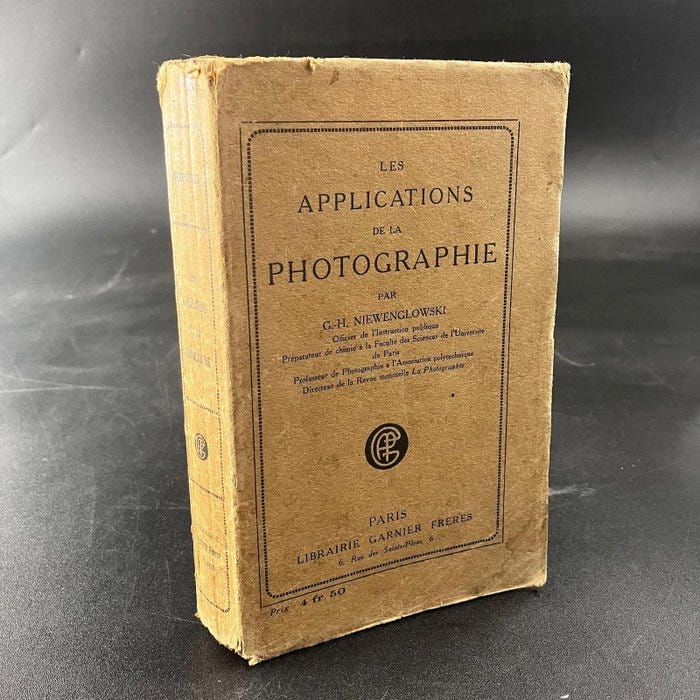 LES
APPLICATIONS
DE LA
PHOTOGRAPHIE
PAR
G.-H. NIEWENGLOWSKI
Officier de l'Instruction publique
Préparateur de chimie à la Faculté des Sciences de l'Université
de Paris
Professeur de Photographie à l'Association polytechnique
Directeur de la Revue mensuelle La Photographie
PARIS
LIBRAIRIE GARNIER FRÈRES
6, Rue des Saints-Pères, 6
Prix 4 fr. 50